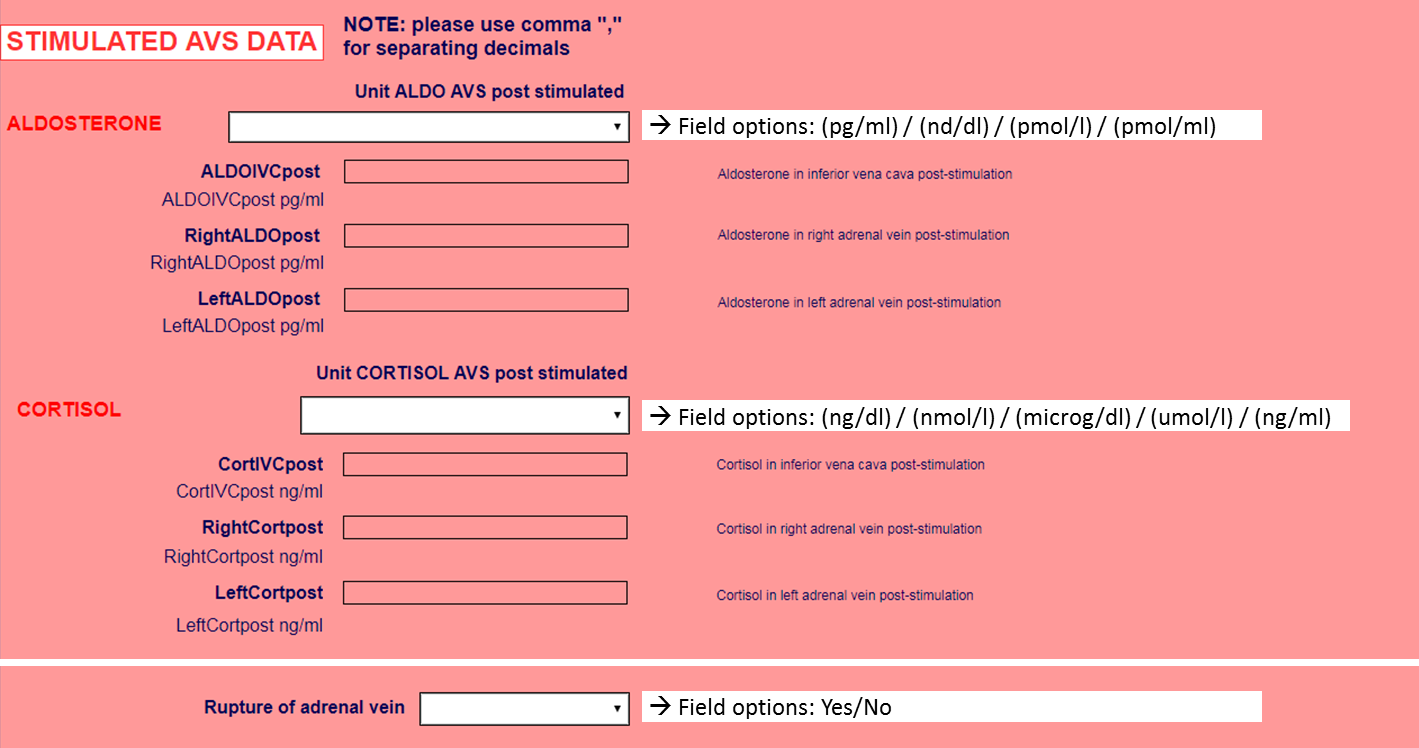 STIMULATED AVS DATA
NOTE: please use comma ","
for separating decimals
Unit ALDO AVS post stimulated
ALDOSTERONE
→ Field options: (pg/ml) / (nd/dl) / (pmol/l) / (pmol/ml)
ALDOIVCpost
Aldosterone in inferior vena cava post-stimulation
ALDOIVCpost pg/ml
RightALDOpost
Aldosterone in right adrenal vein post-stimulation
RightALDOpost pg/ml
LeftALDOpost
Aldosterone in left adrenal vein post-stimulation
LeftALDOpost pg/ml
Unit CORTISOL AVS post stimulated
CORTISOL
→ Field options: (ng/dl) / (nmol/l) / (microg/dl) / (umol/l) / (ng/ml)
CortIVCpost
Cortisol in inferior vena cava post-stimulation
CortIVCpost ng/ml
RightCortpost
Cortisol in right adrenal vein post-stimulation
RightCortpost ng/ml
LeftCortpost
Cortisol in left adrenal vein post-stimulation
LeftCortpost ng/ml
Rupture of adrenal vein
→ Field options: Yes/No